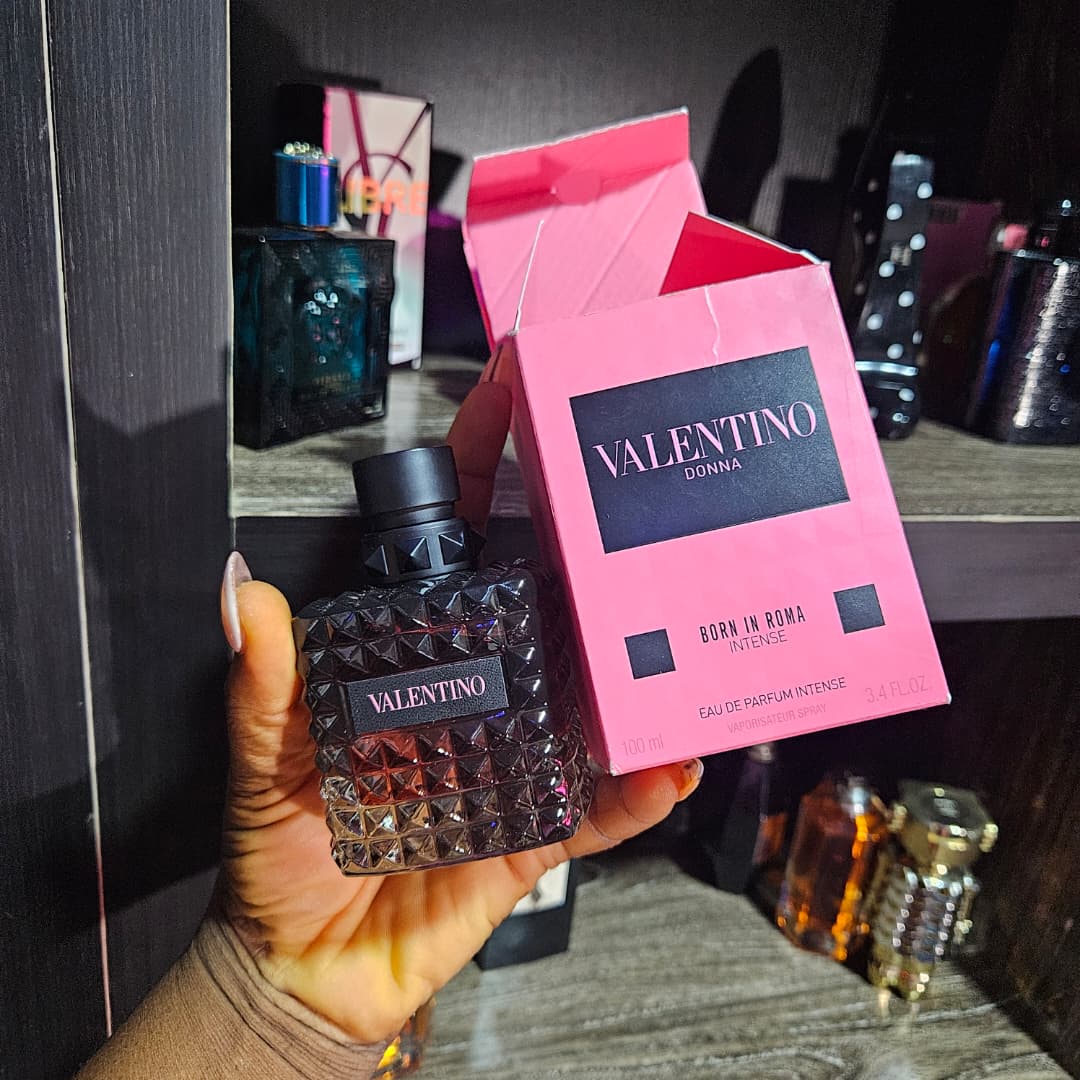 LIBRE
VALENTINO
DONNA
BORN IN ROMA
INTENSE
EAU DE PARFUM INTENSE
VAPORISATEUR SPRAY
100 ml
3.4 FL.OZ.
VALENTINO